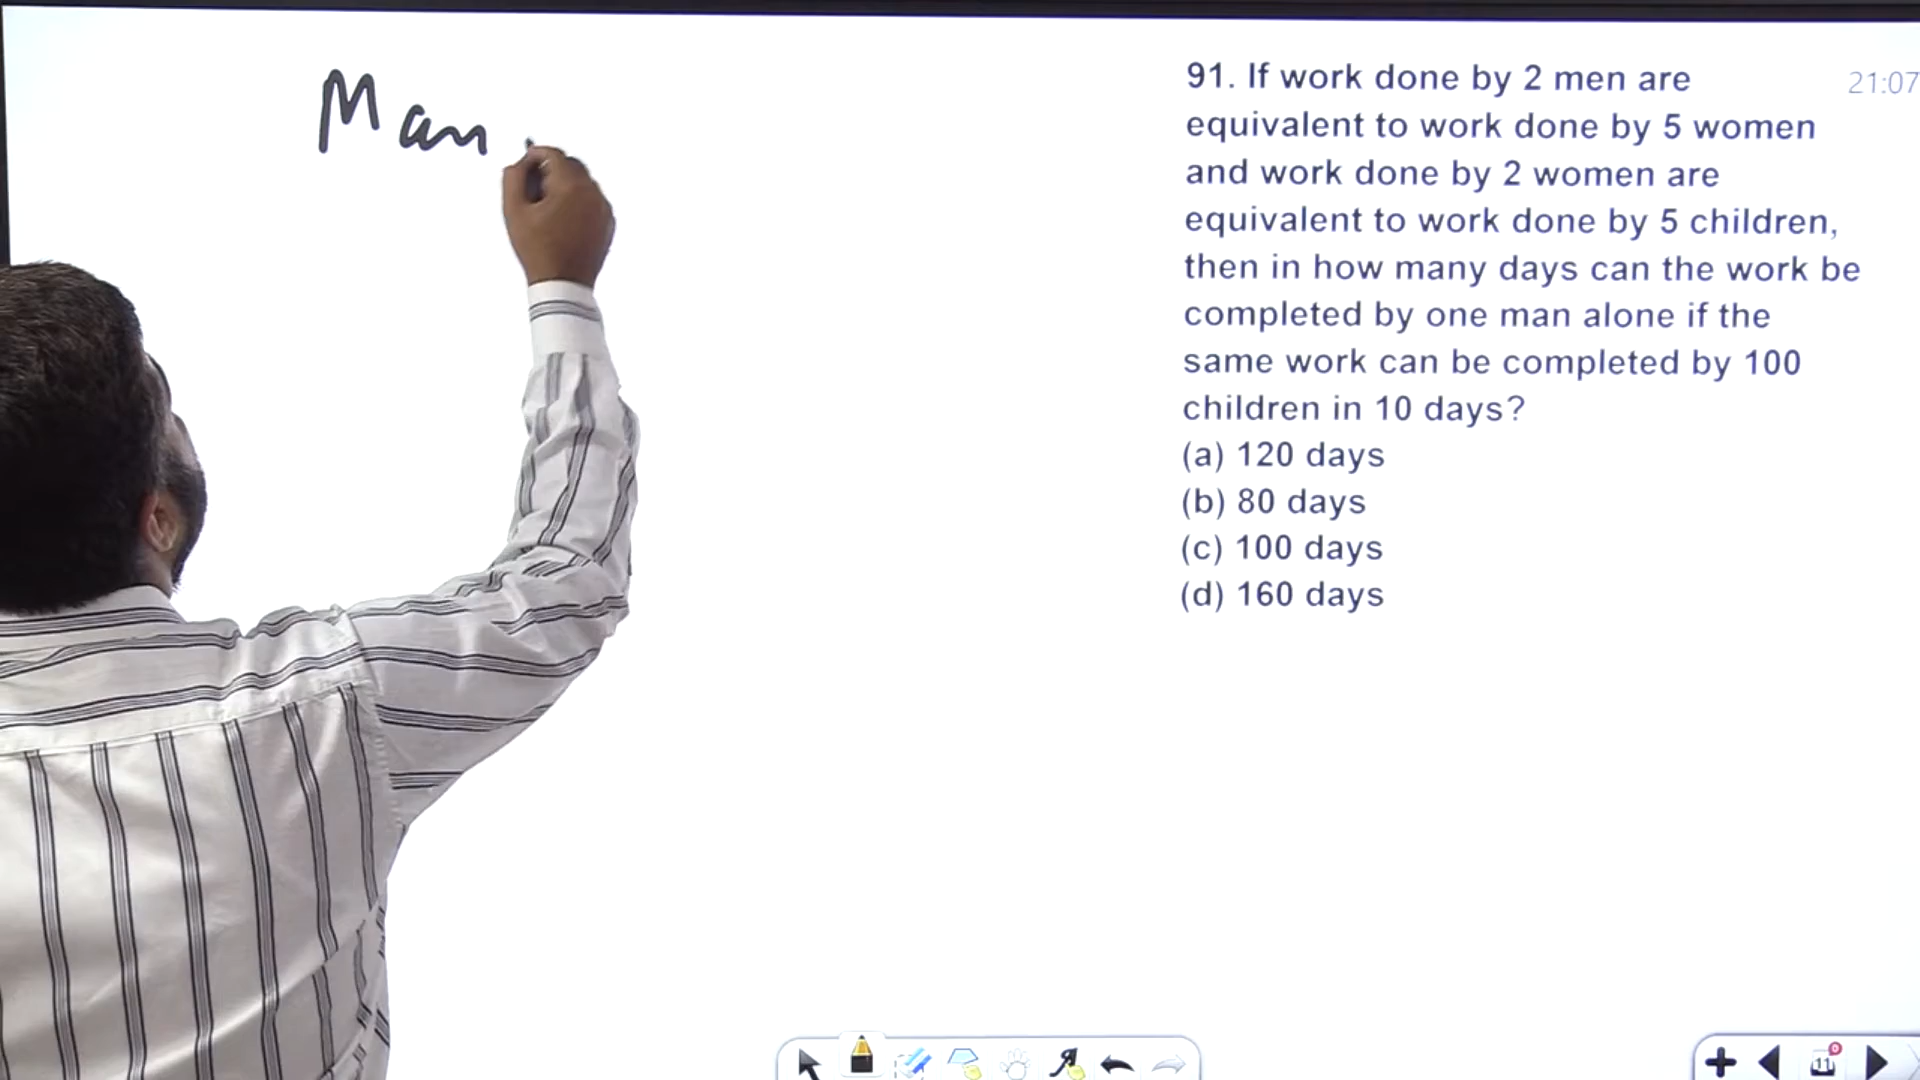 Man
91. If work done by 2 men are
21:07
equivalent to work done by 5 women
and work done by 2 women are
equivalent to work done by 5 children,
then in how many days can the work be
completed by one man alone if the
same work can be completed by 100
children in 10 days?
(a) 120 days
(b) 80 days
(c) 100 days
(d) 160 days
11
0